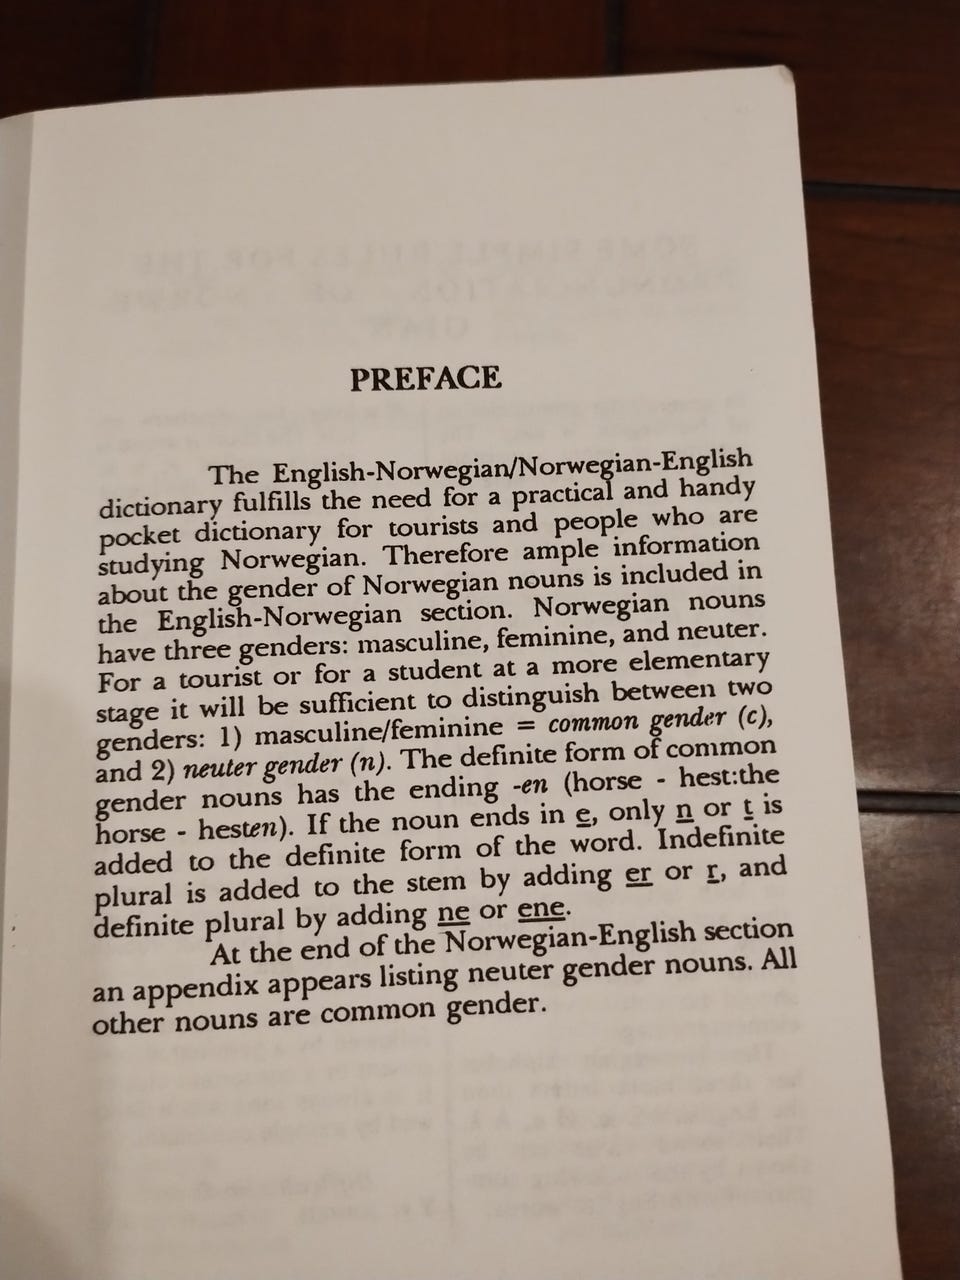 PREFACE
The English-Norwegian/Norwegian-English
dictionary fulfills the need for a practical and handy
pocket dictionary for tourists and people who are
studying Norwegian. Therefore ample information
about the gender of Norwegian nouns is included in
the English-Norwegian section. Norwegian nouns
have three genders: masculine, feminine, and neuter.
For a tourist or for a student at a more elementary
stage it will be sufficient to distinguish between two
genders: 1) masculine/feminine = common gender (c),
and 2) neuter gender (n). The definite form of common
gender nouns has the ending -en (horse - hest:the
horse - hesten). If the noun ends in e, only n or t is
added to the definite form of the word. Indefinite
plural is added to the stem by adding er or r, and
definite plural by adding ne or ene.
At the end of the Norwegian-English section
an appendix appears listing neuter gender nouns. All
other nouns are common gender.